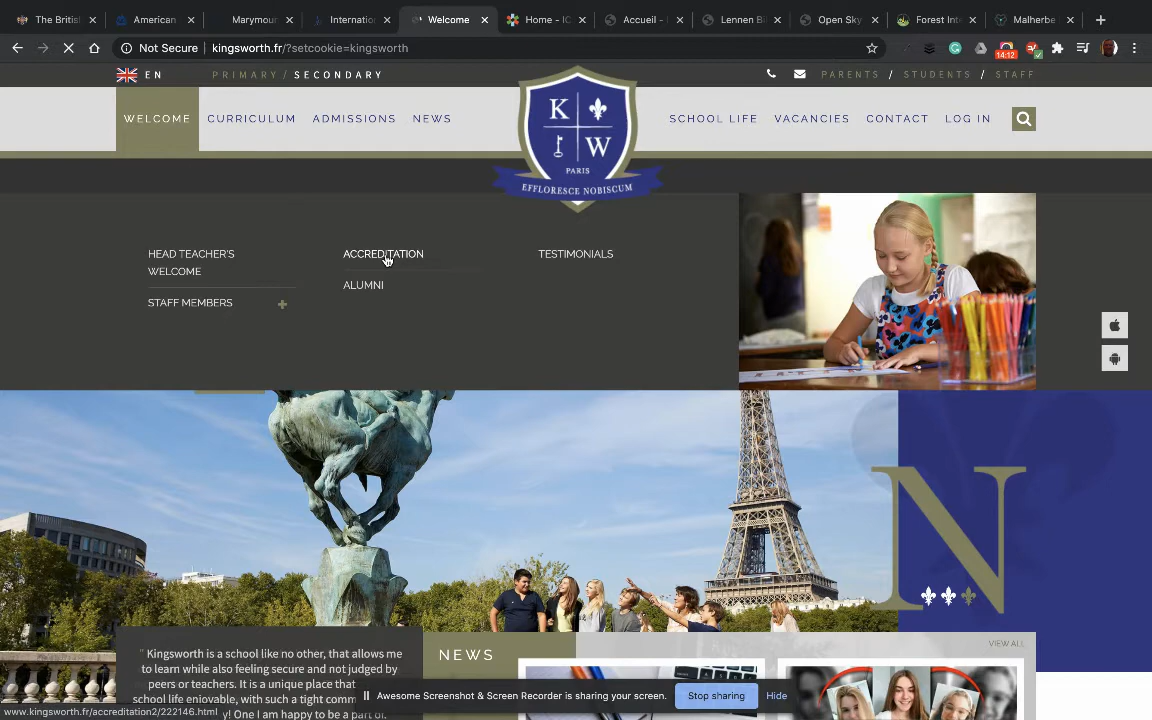 The British
American
Marymour
Internatio
Welcome
Home - IC
Accueil -
Lennen Bi
Open Sky
Forest Int
Malherbe
Not Secure
kingsworth.fr/?setcookie=kingsworth
14:12
EN
PRIMARY / SECONDARY
PARENTS / STUDENTS / STAFF
WELCOME
CURRICULUM
ADMISSIONS
NEWS
K
W
PARIS
EFFLORESCE NOBISCUM
SCHOOL LIFE
VACANCIES
CONTACT
LOG IN
HEAD TEACHER'S
WELCOME
STAFF MEMBERS
ACCREDITATION
ALUMNI
TESTIMONIALS
N
" Kingsworth is a school like no other, that allows me
to learn while also feeling secure and not judged by
peers or teachers. It is a unique place that
school life enjoyable, with such a tight comm
y! One I am happy to be a part of.
NEWS
VIEW ALL
Awesome Screenshot & Screen Recorder is sharing your screen.
Stop sharing
Hide
www.kingsworth.fr/accreditation2/222146.html